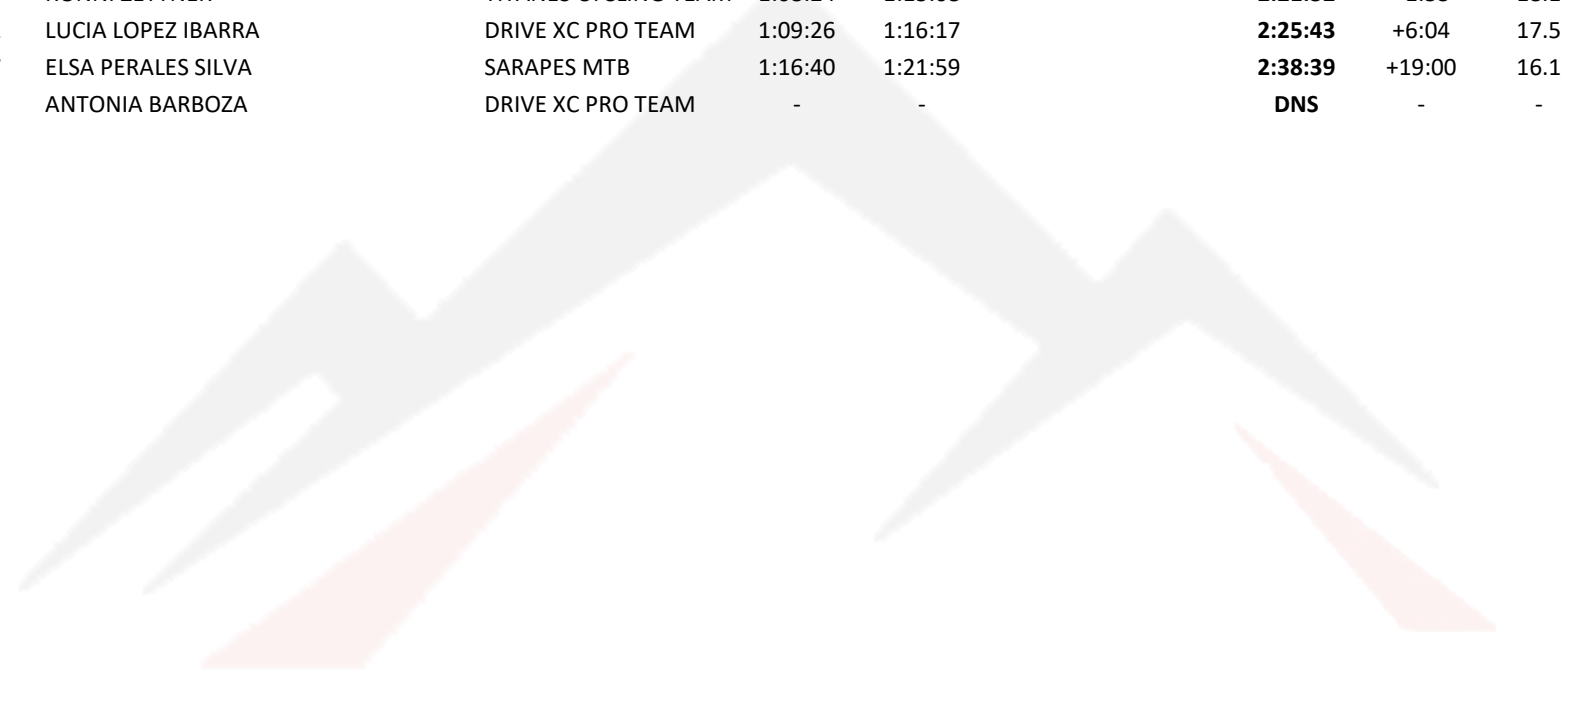 LUCIA LOPEZ IBARRA DRIVE XC PRO TEAM 1:09:26 1:16:17 2:25:43 +6:04 17.5
ELSA PERALES SILVA SARAPES MTB 1:16:40 1:21:59 2:38:39 +19:00 16.1
ANTONIA BARBOZA DRIVE XC PRO TEAM - - DNS - -